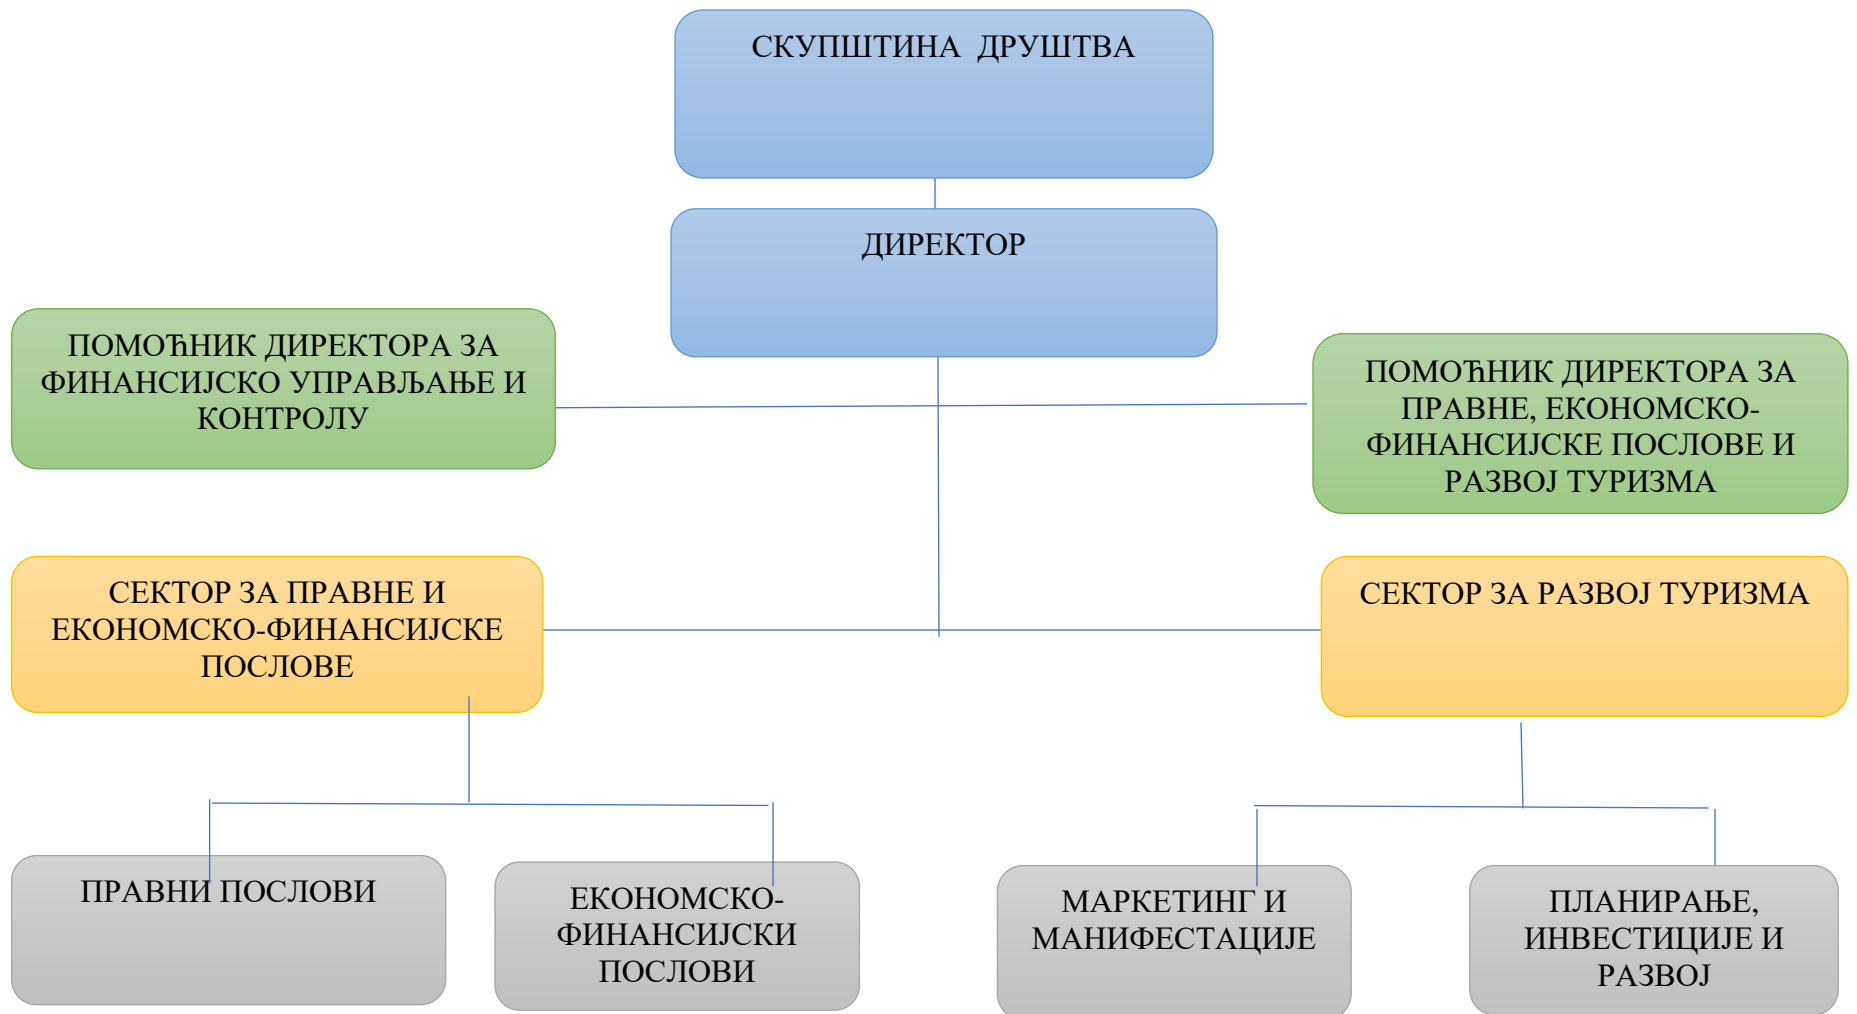 СКУПШТИНА ДРУШТВА
ДИРЕКТОР
ПОМОЋНИК ДИРЕКТОРА ЗА
ФИНАНСИЈСКО УПРАВЉАЊЕ И
КОНТРОЛУ
ПОМОЋНИК ДИРЕКТОРА ЗА
ПРАВНЕ, ЕКОНОМСКО-
ФИНАНСИЈСКЕ ПОСЛОВЕ И
РАЗВОЈ ТУРИЗМА
СЕКТОР ЗА ПРАВНЕ И
ЕКОНОМСКО-ФИНАНСИЈСКЕ
ПОСЛОВЕ
СЕКТОР ЗА РАЗВОЈ ТУРИЗМА
ПРАВНИ ПОСЛОВИ
ЕКОНОМСКО-
ФИНАНСИЈСКИ
ПОСЛОВИ
МАРКЕТИНГ И
МАНИФЕСТАЦИЈЕ
ПЛАНИРАЊЕ,
ИНВЕСТИЦИЈЕ И
РАЗВОЈ